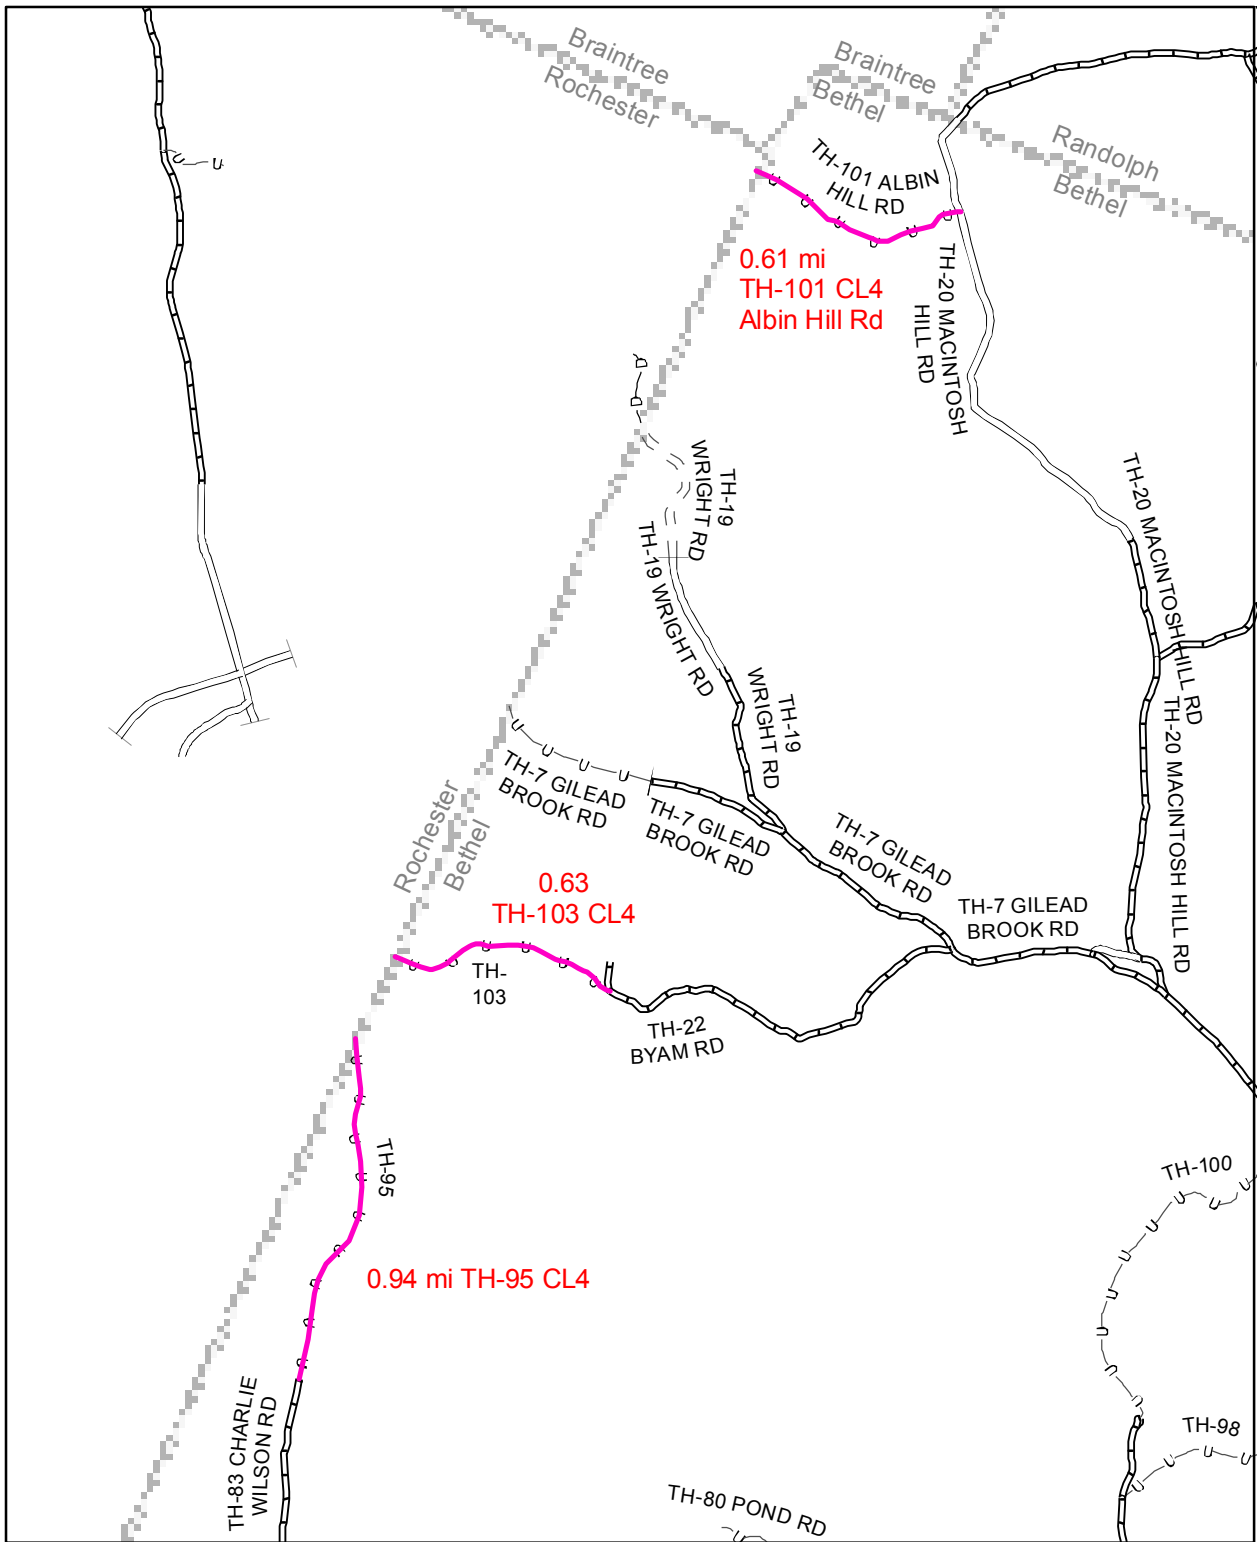 Braintree
Rochester
Braintree
Bethel
Randolph
Bethel
TH-101 ALBIN
HILL RD
0.61 mi
TH-101 CL4
Albin Hill Rd
TH-20 MACINTOSH
HILL RD
TH-19
WRIGHT RD
TH-19 WRIGHT RD
TH-20 MACINTOSH HILL RD
TH-19
WRIGHT RD
TH-20 MACINTOSH HILL RD
TH-7 GILEAD
BROOK RD
TH-7 GILEAD
BROOK RD
TH-7 GILEAD
BROOK RD
TH-7 GILEAD
BROOK RD
Rochester
Bethel
0.63
TH-103 CL4
TH-
103
TH-22
BYAM RD
TH-95
TH-100
0.94 mi TH-95 CL4
TH-83 CHARLIE
WILSON RD
TH-98
TH-80 POND RD